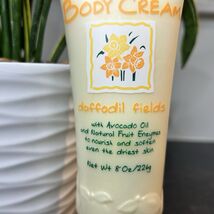 BODY CREAM
daffodil fields
with Avocado Oil
and Natural Fruit Enzymes
to nourish and soften
even the driest skin
Net Wt 8 Oz/226g